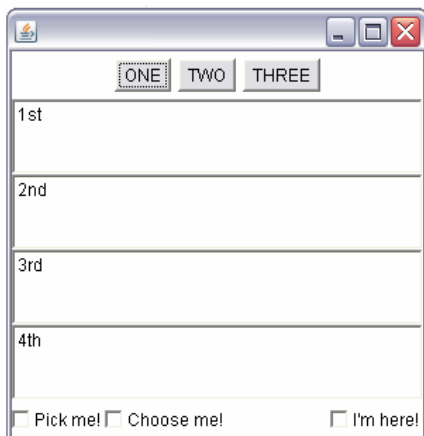 ONE TWO THREE
1st
2nd
3rd
4th
Pick me! Choose me! I'm here!